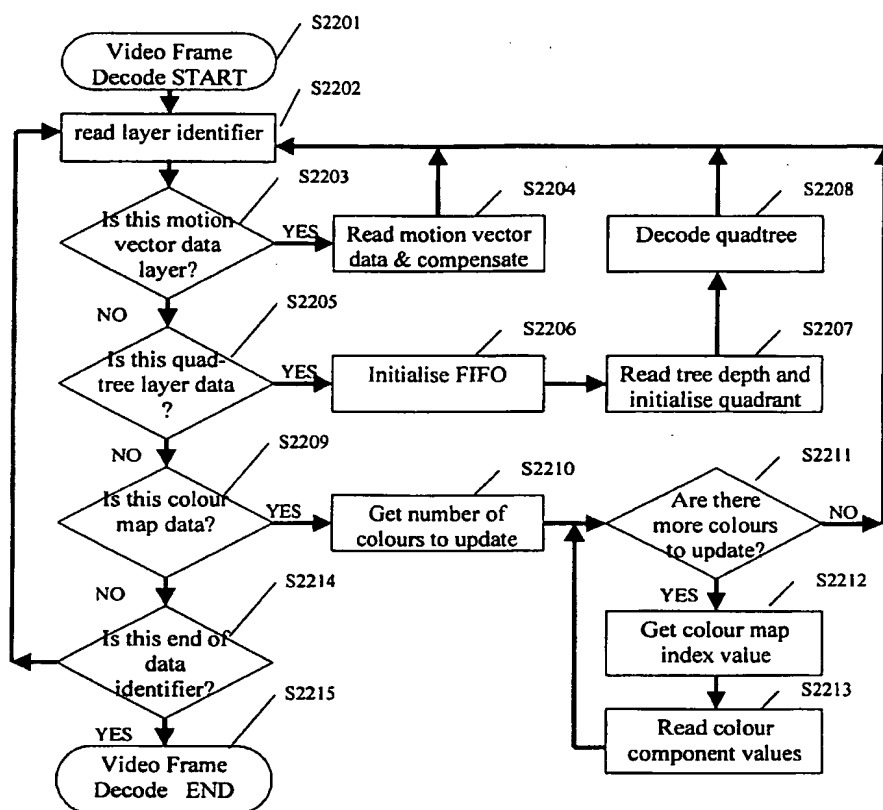 S2201
Video Frame
Decode START
S2202
read layer identifier
S2203
Is this motion
vector data
layer?
YES
S2204
Read motion vector
data & compensate
S2208
Decode quadtree
NO
S2205
Is this quad-
tree layer data
?
YES
S2206
Initialise FIFO
S2207
Read tree depth and
initialise quadrant
NO
S2209
Is this colour
map data?
YES
S2210
Get number of
colours to update
S2211
Are there
more colours
to update?
NO
YES
S2212
Get colour map
index value
S2213
Read colour
component values
NO
S2214
Is this end of
data
identifier?
YES
S2215
Video Frame
Decode END